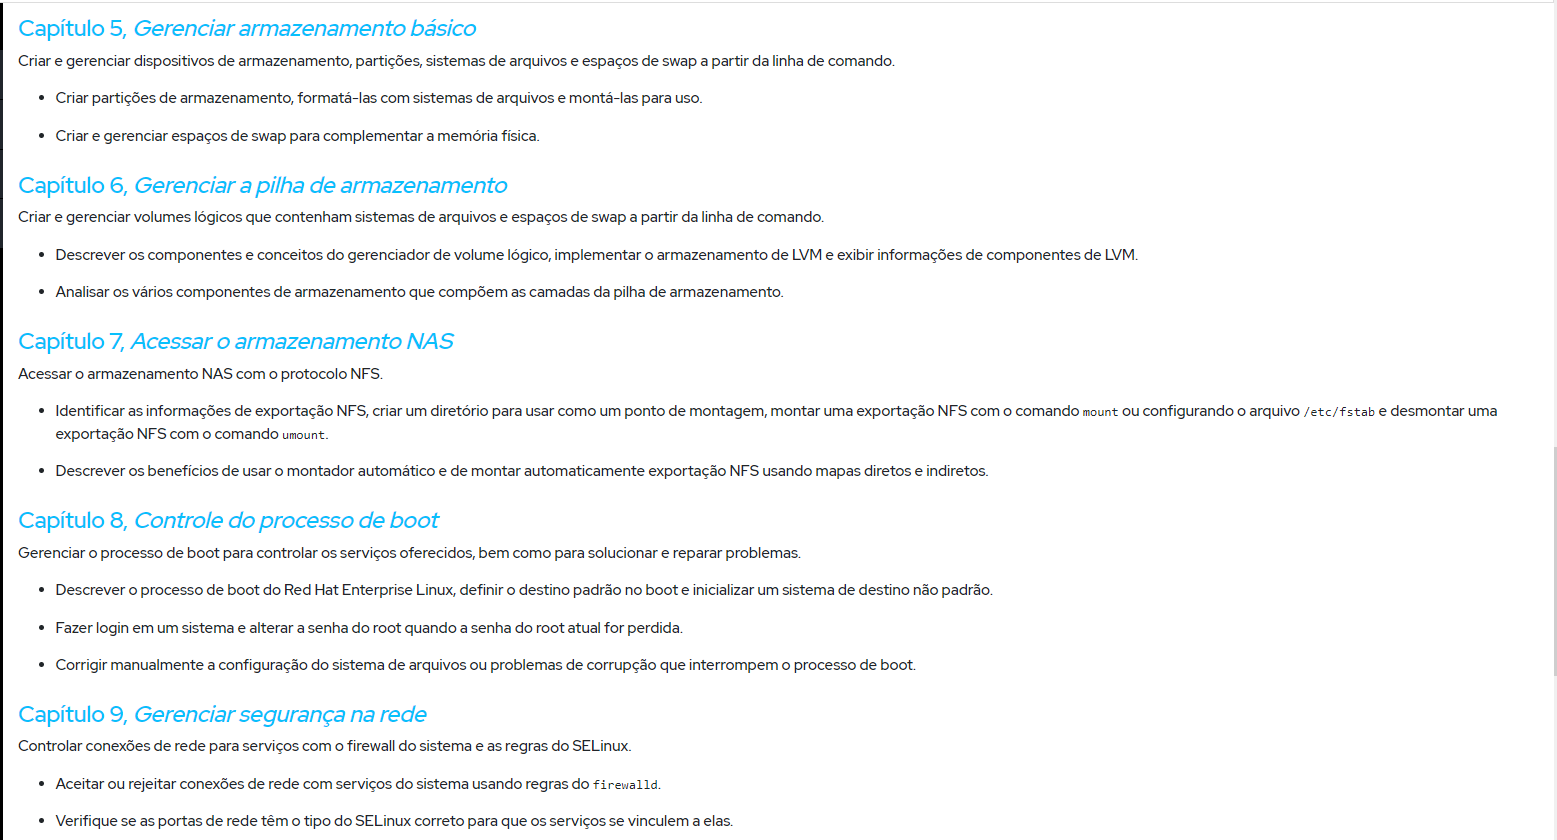 Capítulo 5, Gerenciar armazenamento básico
Criar e gerenciar dispositivos de armazenamento, partições, sistemas de arquivos e espaços de swap a partir da linha de comando.
• Criar partições de armazenamento, formatá-las com sistemas de arquivos e montá-las para uso.
• Criar e gerenciar espaços de swap para complementar a memória física.
Capítulo 6, Gerenciar a pilha de armazenamento
Criar e gerenciar volumes lógicos que contenham sistemas de arquivos e espaços de swap a partir da linha de comando.
• Descrever os componentes e conceitos do gerenciador de volume lógico, implementar o armazenamento de LVM e exibir informações de componentes de LVM.
• Analisar os vários componentes de armazenamento que compõem as camadas da pilha de armazenamento.
Capítulo 7, Acessar o armazenamento NAS
Acessar o armazenamento NAS com o protocolo NFS.
• Identificar as informações de exportação NFS, criar um diretório para usar como um ponto de montagem, montar uma exportação NFS com o comando mount ou configurando o arquivo /etc/fstab e desmontar uma
exportação NFS com o comando umount.
• Descrever os benefícios de usar o montador automático e de montar automaticamente exportação NFS usando mapas diretos e indiretos.
Capítulo 8, Controle do processo de boot
Gerenciar o processo de boot para controlar os serviços oferecidos, bem como para solucionar e reparar problemas.
• Descrever o processo de boot do Red Hat Enterprise Linux, definir o destino padrão no boot e inicializar um sistema de destino não padrão.
• Fazer login em um sistema e alterar a senha do root quando a senha do root atual for perdida.
• Corrigir manualmente a configuração do sistema de arquivos ou problemas de corrupção que interrompem o processo de boot.
Capítulo 9, Gerenciar segurança na rede
Controlar conexões de rede para serviços com o firewall do sistema e as regras do SELinux.
• Aceitar ou rejeitar conexões de rede com serviços do sistema usando regras do firewalld.
• Verifique se as portas de rede têm o tipo do SELinux correto para que os serviços se vinculem a elas.